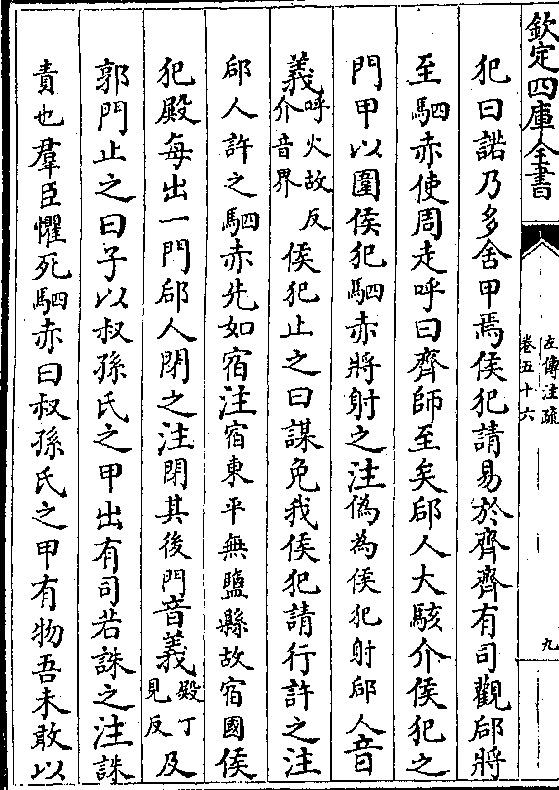 欽定四庫全書
左傳注疏
卷五十六
九
犯曰諾乃多舍甲焉侯犯請易於齊齊有司觀郈將
至駟赤使周走呼曰齊師至矣郈人大駭介侯犯之
門甲以圍侯犯駟赤將射之注偽為侯犯射郈人音
義呼火故反介音界侯犯止之曰謀免我侯犯請行許之注
郈人許之駟赤先如宿注宿東平無鹽縣故宿國侯
犯殿每出一門郈人閉之注閉其後門音義殿丁見反及
郭門止之曰子以叔孫氏之甲出有司若誅之注誅
責也羣臣懼死駟赤曰叔孫氏之甲有物吾未敢以